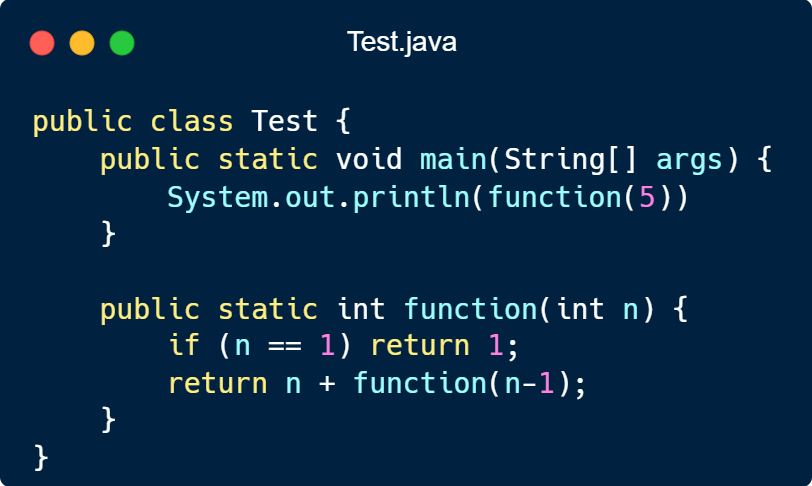 Test.java
public class Test {
    public static void main(String[] args) {
        System.out.println(function(5))
    }
    public static int function(int n) {
        if (n == 1) return 1;
        return n + function(n-1);
    }
}